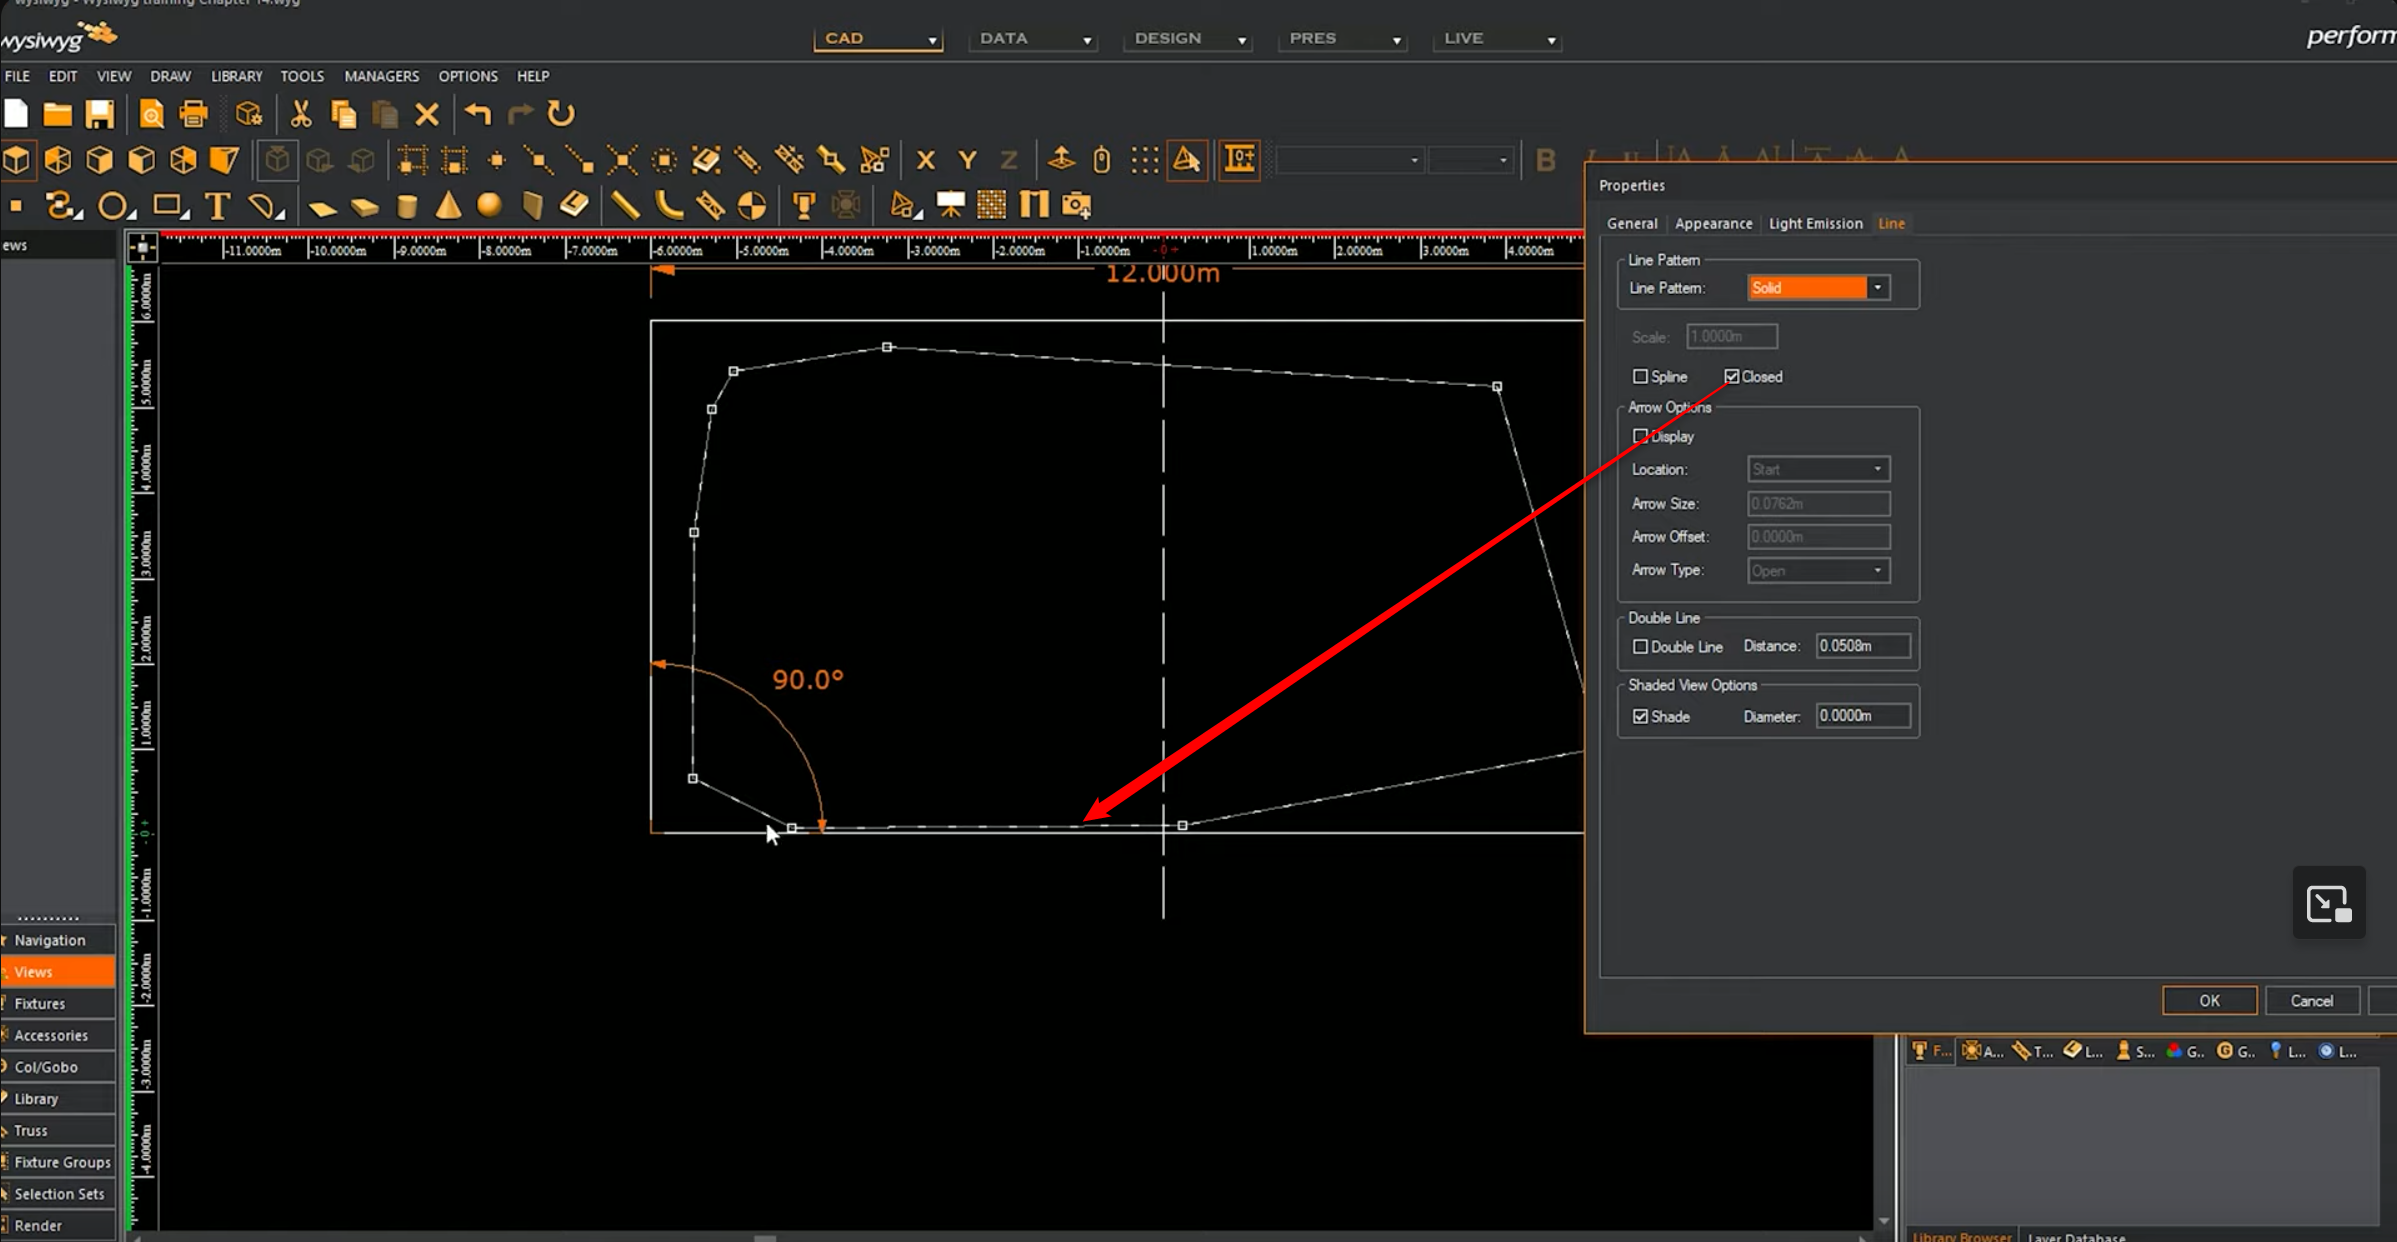 wysiwyg - Wysiwyg training Chapter 14.wyg
wysiwyg
CAD DATA DESIGN PRES LIVE
perform
FILE EDIT VIEW DRAW LIBRARY TOOLS MANAGERS OPTIONS HELP
X Y Z B
T
ews
-11.0000m -10.0000m -9.0000m -8.0000m -7.0000m -6.0000m -5.0000m -4.0000m -3.0000m -2.0000m -1.0000m -0+ 1.0000m 2.0000m 3.0000m 4.0000m
12.000m
6.0000m
5.0000m
4.0000m
3.0000m
2.0000m
1.0000m
-0+
-1.0000m
-2.0000m
-3.0000m
-4.0000m
90.0°
Properties
General Appearance Light Emission Line
Line Pattern
Line Pattern: Solid
Scale: 1.0000m
Spline Closed
Arrow Options
Display
Location: Start
Arrow Size: 0.0762m
Arrow Offset: 0.0000m
Arrow Type: Open
Double Line
Double Line Distance: 0.0508m
Shaded View Options
Shade Diameter: 0.0000m
OK Cancel
Navigation
Views
Fixtures
Accessories
Col/Gobo
Library
Truss
Fixture Groups
Selection Sets
Render
F... A... T... L... S... G.. G.. L... L...
Library Browser Layer Database